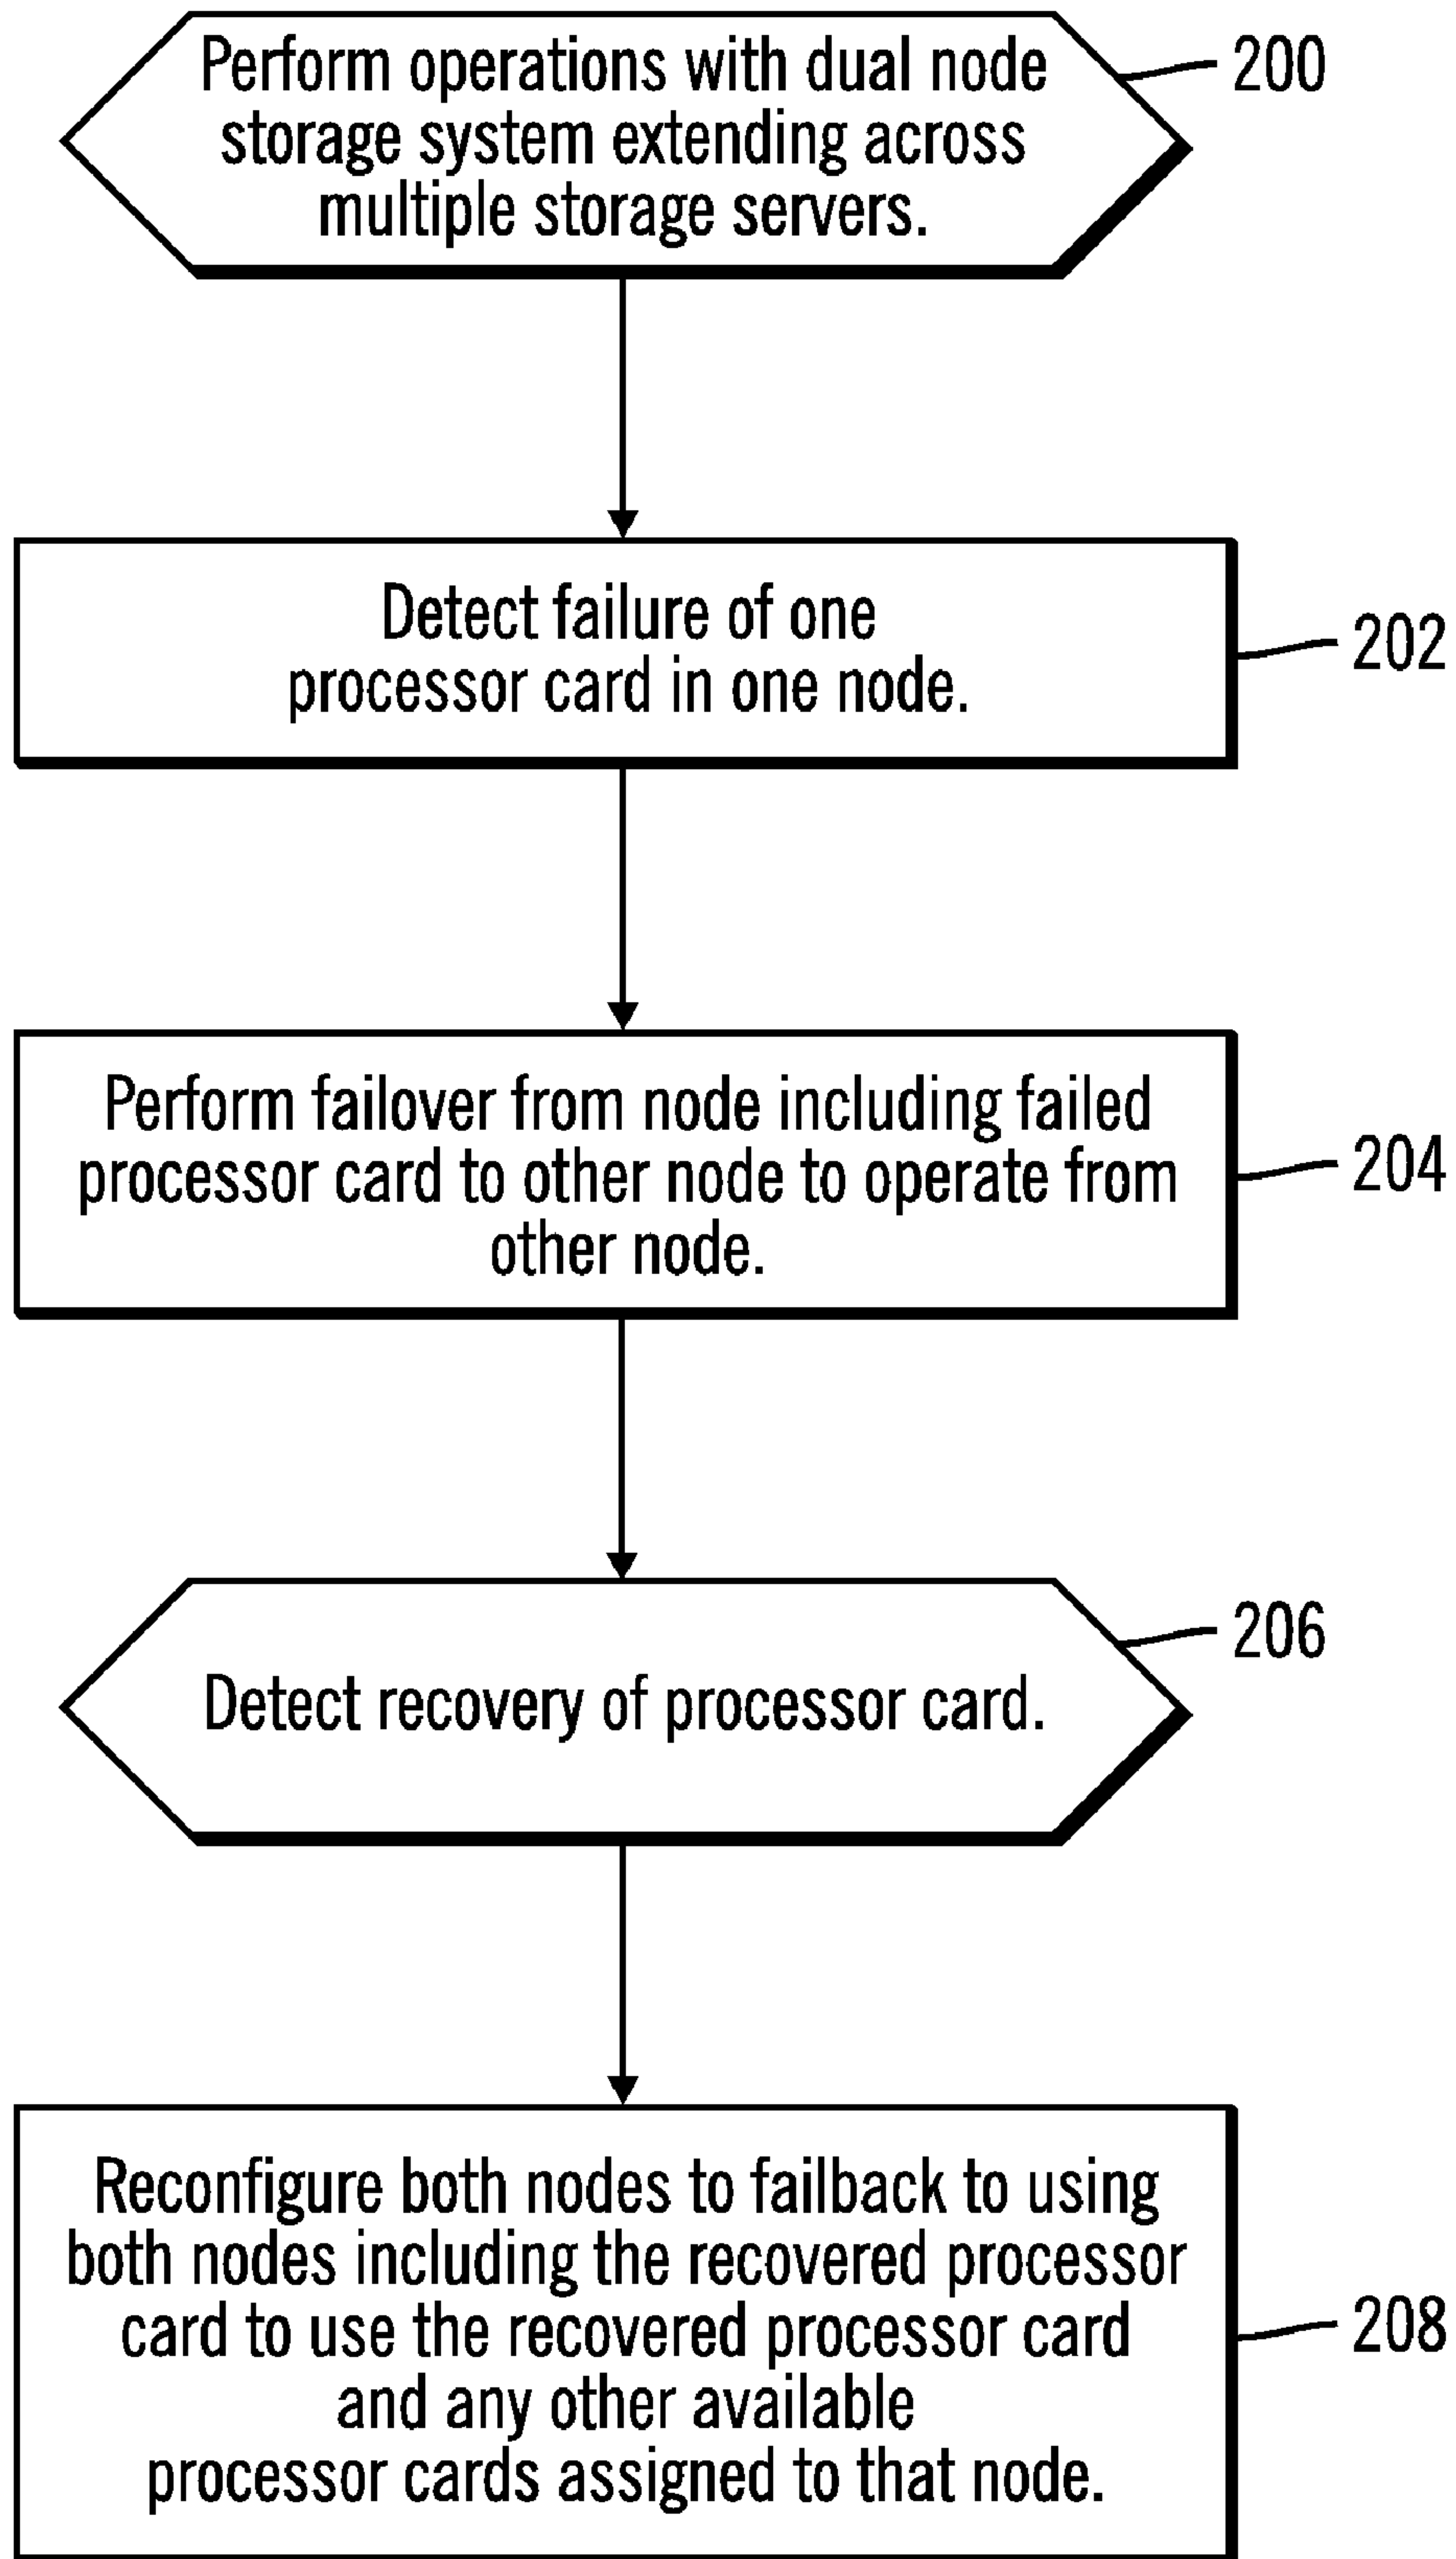 Perform operations with dual node
storage system extending across
multiple storage servers.
200
Detect failure of one
processor card in one node.
202
Perform failover from node including failed
processor card to other node to operate from
other node.
204
Detect recovery of processor card.
206
Reconfigure both nodes to failback to using
both nodes including the recovered processor
card to use the recovered processor card
and any other available
processor cards assigned to that node.
208